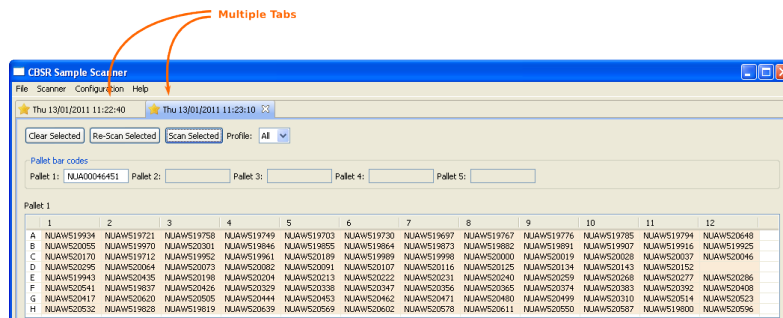 Multiple Tabs
CBSR Sample Scanner
File Scanner Configuration Help
Thu 13/01/2011 11:22:40 Thu 13/01/2011 11:23:10
Clear Selected Re-Scan Selected Scan Selected Profile: All
Pallet bar codes
Pallet 1: NUA00046451 Pallet 2: Pallet 3: Pallet 4: Pallet 5:
Pallet 1
1 2 3 4 5 6 7 8 9 10 11 12
A NUAW519934 NUAW519721 NUAW519758 NUAW519749 NUAW519703 NUAW519730 NUAW519697 NUAW519767 NUAW519776 NUAW519785 NUAW519794 NUAW520648
B NUAW520055 NUAW519970 NUAW520301 NUAW519846 NUAW519855 NUAW519864 NUAW519873 NUAW519882 NUAW519891 NUAW519907 NUAW519916 NUAW519925
C NUAW520170 NUAW519712 NUAW519952 NUAW519961 NUAW520189 NUAW519989 NUAW519998 NUAW520000 NUAW520019 NUAW520028 NUAW520037 NUAW520046
D NUAW520295 NUAW520064 NUAW520073 NUAW520082 NUAW520091 NUAW520107 NUAW520116 NUAW520125 NUAW520134 NUAW520143 NUAW520152
E NUAW519943 NUAW520435 NUAW520198 NUAW520204 NUAW520213 NUAW520222 NUAW520231 NUAW520240 NUAW520259 NUAW520268 NUAW520277 NUAW520286
F NUAW520541 NUAW519837 NUAW520426 NUAW520329 NUAW520338 NUAW520347 NUAW520356 NUAW520365 NUAW520374 NUAW520383 NUAW520392 NUAW520408
G NUAW520417 NUAW520620 NUAW520505 NUAW520444 NUAW520453 NUAW520462 NUAW520471 NUAW520480 NUAW520499 NUAW520310 NUAW520514 NUAW520523
H NUAW520532 NUAW519828 NUAW519819 NUAW520639 NUAW520569 NUAW520602 NUAW520578 NUAW520611 NUAW520550 NUAW520587 NUAW519800 NUAW520596